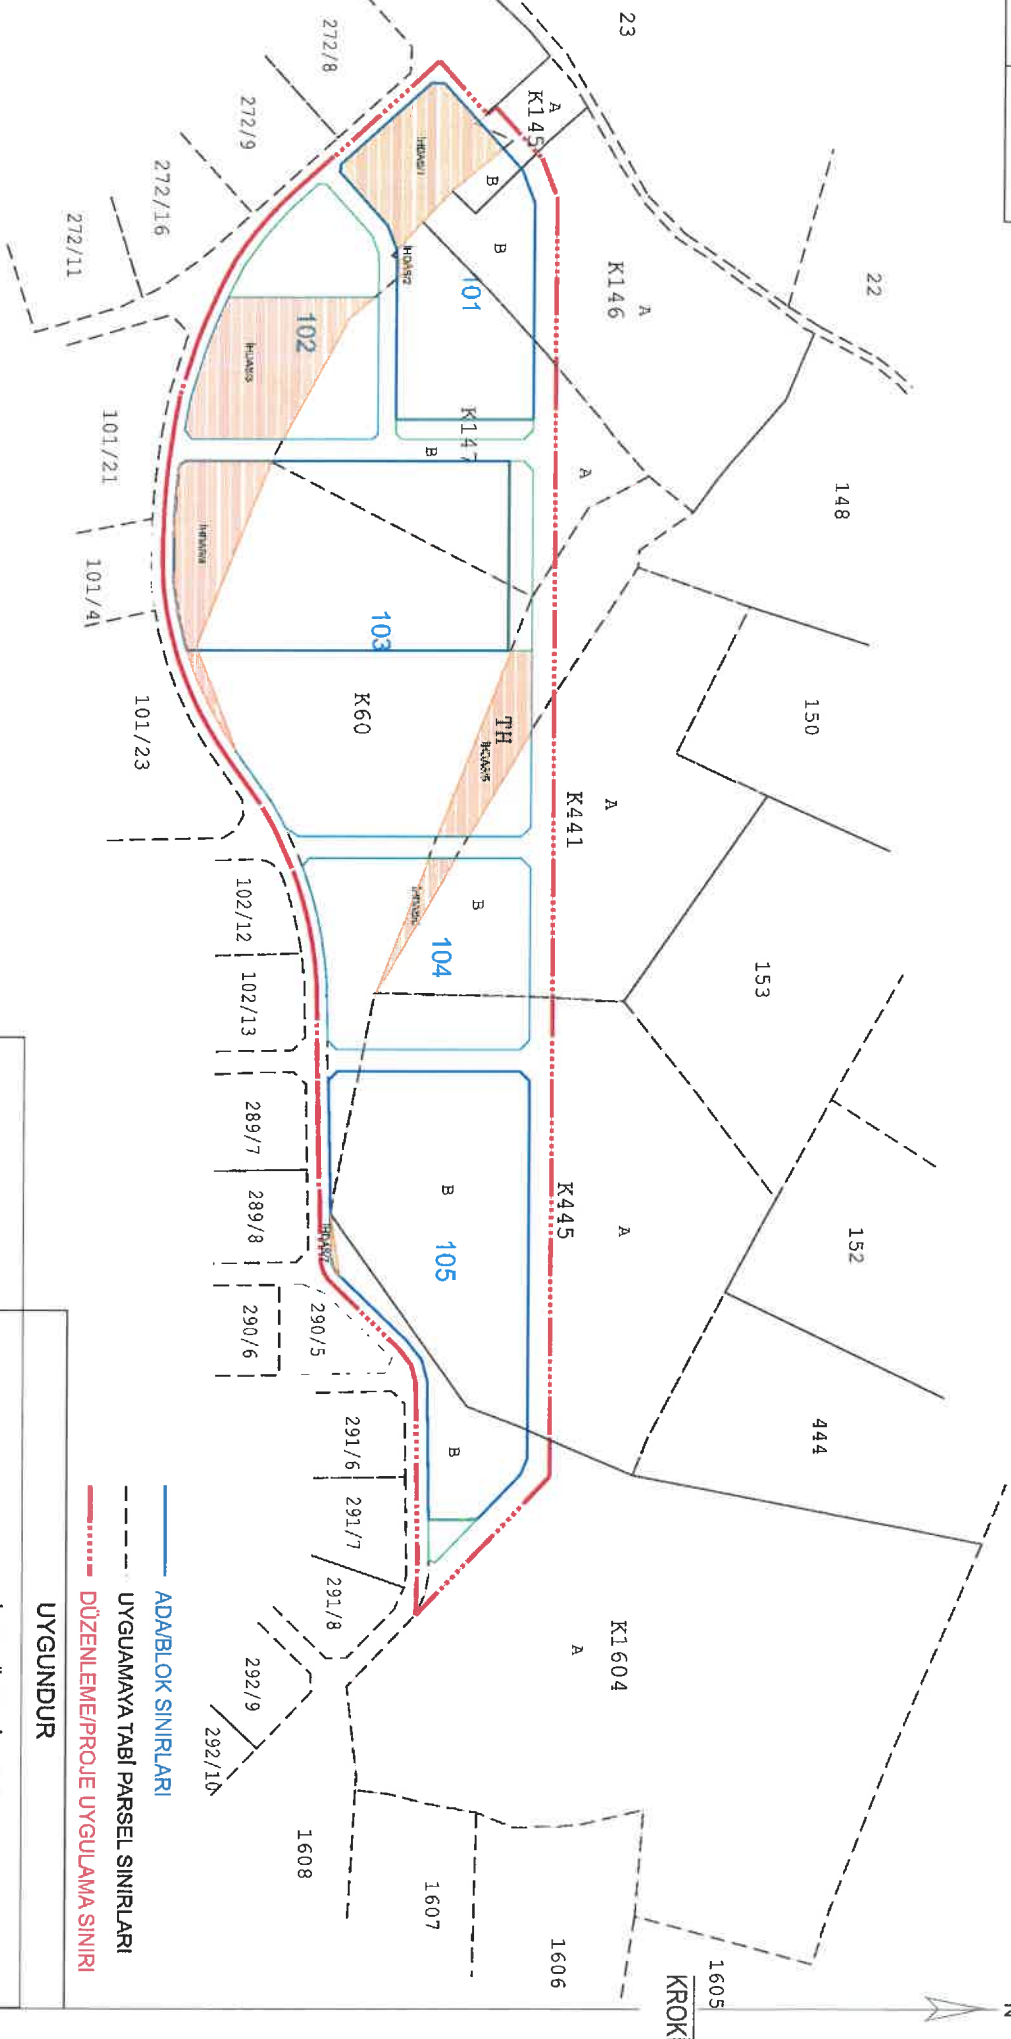 23
22
A
K145
A
K146
B
B
101
272/8
272/9
272/16
272/11
102
K147
B
A
148
101/21
101/4
101/23
103
K60
TH
150
A
K441
B
104
153
102/12
102/13
289/7
289/8
290/5
290/6
B
105
K445
A
152
444
B
291/6
291/7
291/8
292/9
292/10
K1604
A
1608
1607
1606
1605
KROK
N
ADA/BLOK SINIRLARI
UYGUAMAYA TABİ PARSEL SINIRLARI
DÜZENLEME/PROJE UYGULAMA SINIRI
UYGUNDUR